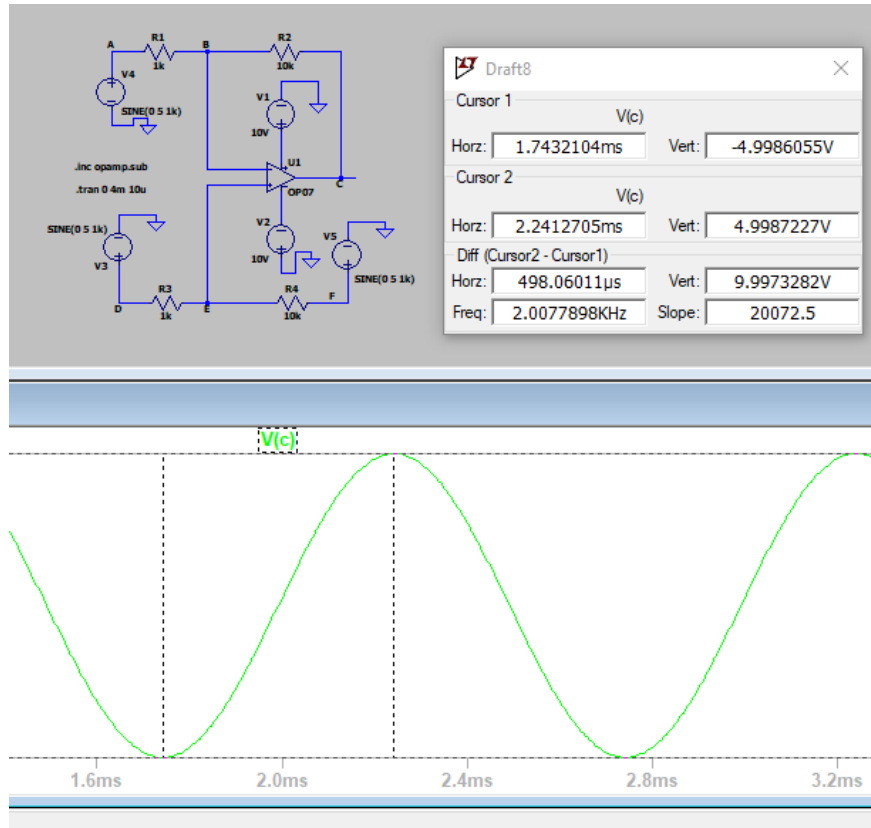 A
R1
1k
B
R2
10k
V4
SINE(0 5 1k)
V1
10V
.inc opamp.sub
.tran 0 4m 10u
U1
OP07
C
SINE(0 5 1k)
V3
V2
10V
V5
SINE(0 5 1k)
D
R3
1k
E
R4
10k
F
Draft8
Cursor 1
V(c)
Horz: 1.7432104ms Vert: -4.9986055V
Cursor 2
V(c)
Horz: 2.2412705ms Vert: 4.9987227V
Diff (Cursor2 - Cursor1)
Horz: 498.06011µs Vert: 9.9973282V
Freq: 2.0077898KHz Slope: 20072.5
V(c)
1.6ms 2.0ms 2.4ms 2.8ms 3.2ms